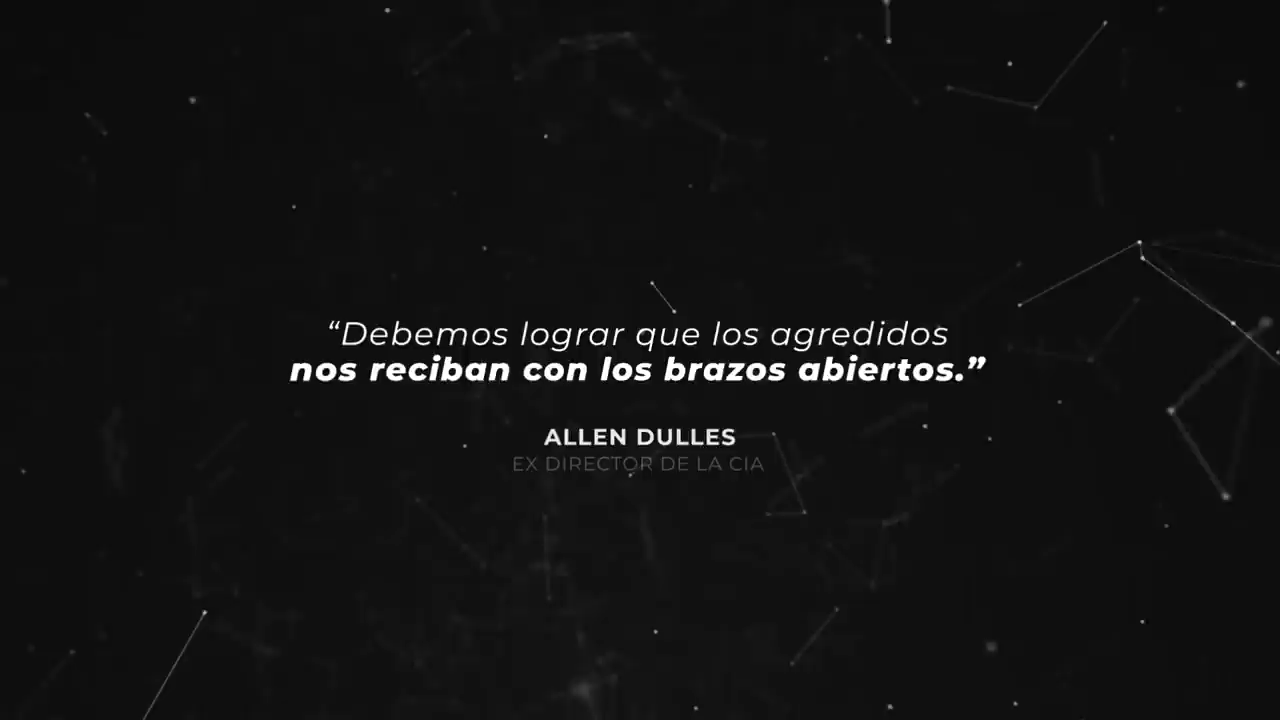 “Debemos lograr que los agredidos
nos reciban con los brazos abiertos.”
ALLEN DULLES
EX DIRECTOR DE LA CIA